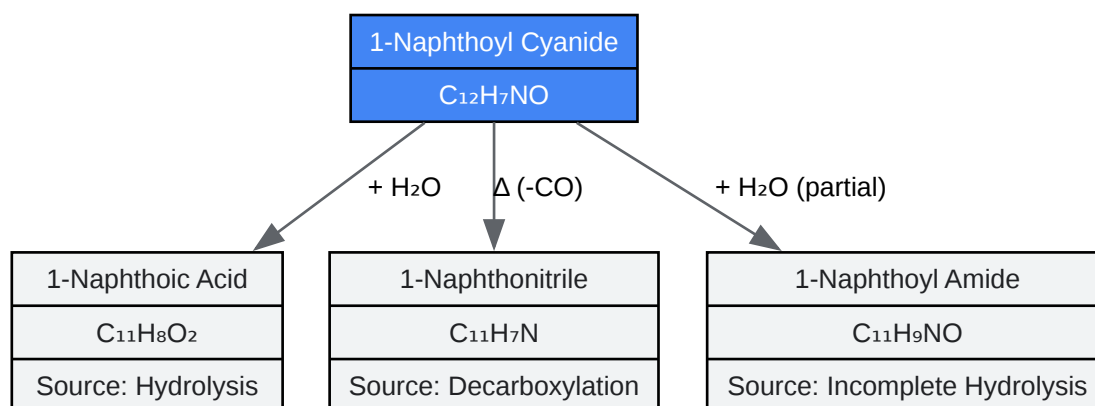 1-Naphthoyl Cyanide
C₁₂H₇NO
+ H₂O
Δ (-CO)
+ H₂O (partial)
1-Naphthoic Acid
C₁₁H₈O₂
Source: Hydrolysis
1-Naphthonitrile
C₁₁H₇N
Source: Decarboxylation
1-Naphthoyl Amide
C₁₁H₉NO
Source: Incomplete Hydrolysis